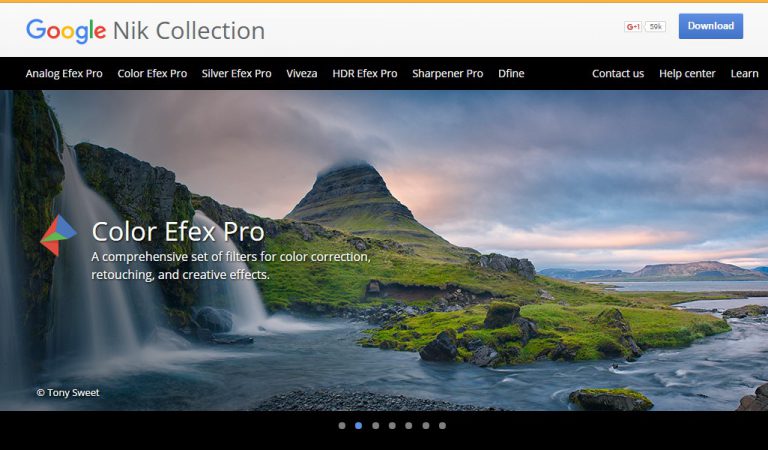 Google Nik Collection
G+1 59k
Download
Analog Efex Pro Color Efex Pro Silver Efex Pro Viveza HDR Efex Pro Sharpener Pro Dfine Contact us Help center Learn
Color Efex Pro
A comprehensive set of filters for color correction,
retouching, and creative effects.
© Tony Sweet